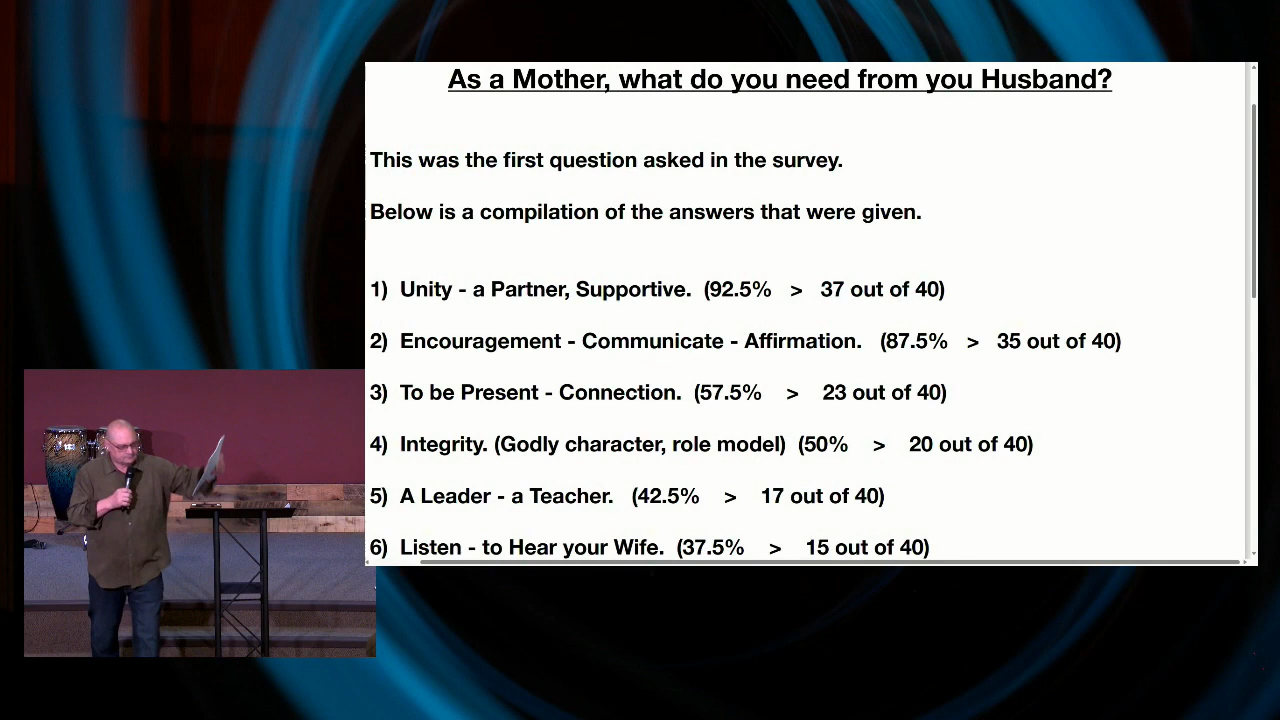 As a Mother, what do you need from you Husband?
This was the first question asked in the survey.
Below is a compilation of the answers that were given.
1) Unity - a Partner, Supportive. (92.5% > 37 out of 40)
2) Encouragement - Communicate - Affirmation. (87.5% > 35 out of 40)
3) To be Present - Connection. (57.5% > 23 out of 40)
4) Integrity. (Godly character, role model) (50% > 20 out of 40)
5) A Leader - a Teacher. (42.5% > 17 out of 40)
6) Listen - to Hear your Wife. (37.5% > 15 out of 40)